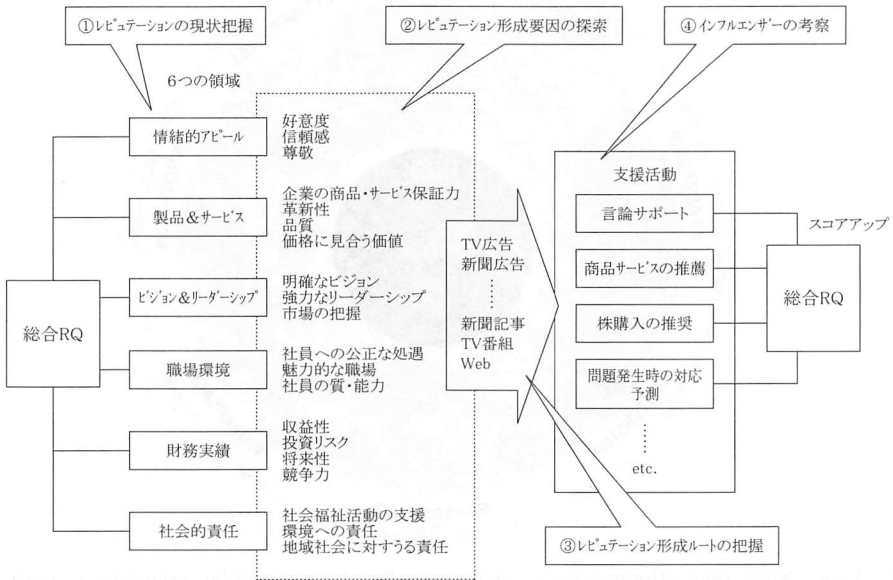 ①レピュテーションの現状把握
②レピュテーション形成要因の探索
④インフルエンザーの考察
6つの領域
情緒的アピール
好意度
信頼感
尊敬
製品&サービス
企業の商品・サービス保証力
革新性
品質
価格に見合う価値
ビジョン&リーダーシップ
明確なビジョン
強力なリーダーシップ
市場の把握
総合RQ
職場環境
社員への公正な処遇
魅力的な職場
社員の質・能力
財務実績
収益性
投資リスク
将来性
競争力
社会的責任
社会福祉活動の支援
環境への責任
地域社会に対すうる責任
TV広告
新聞広告
……
新聞記事
TV番組
Web
支援活動
言論サポート
商品サービスの推薦
株購入の推奨
問題発生時の対応
予測
……
etc.
スコアアップ
総合RQ
③レピュテーション形成ルートの把握